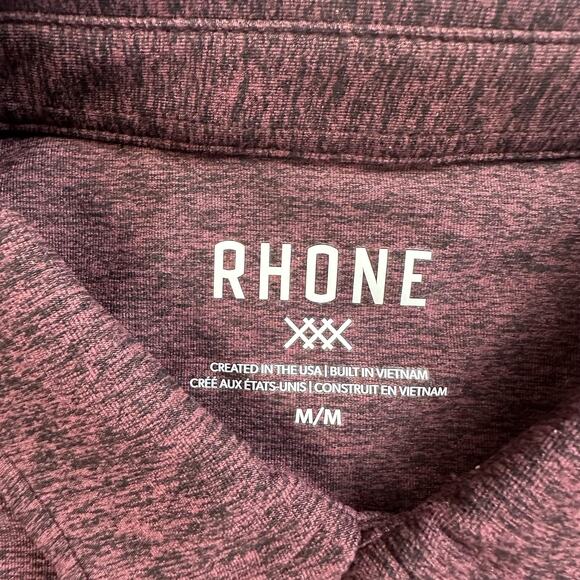 RHONE
CREATED IN THE USA | BUILT IN VIETNAM
CRÉÉ AUX ÉTATS-UNIS | CONSTRUIT EN VIETNAM
M/M